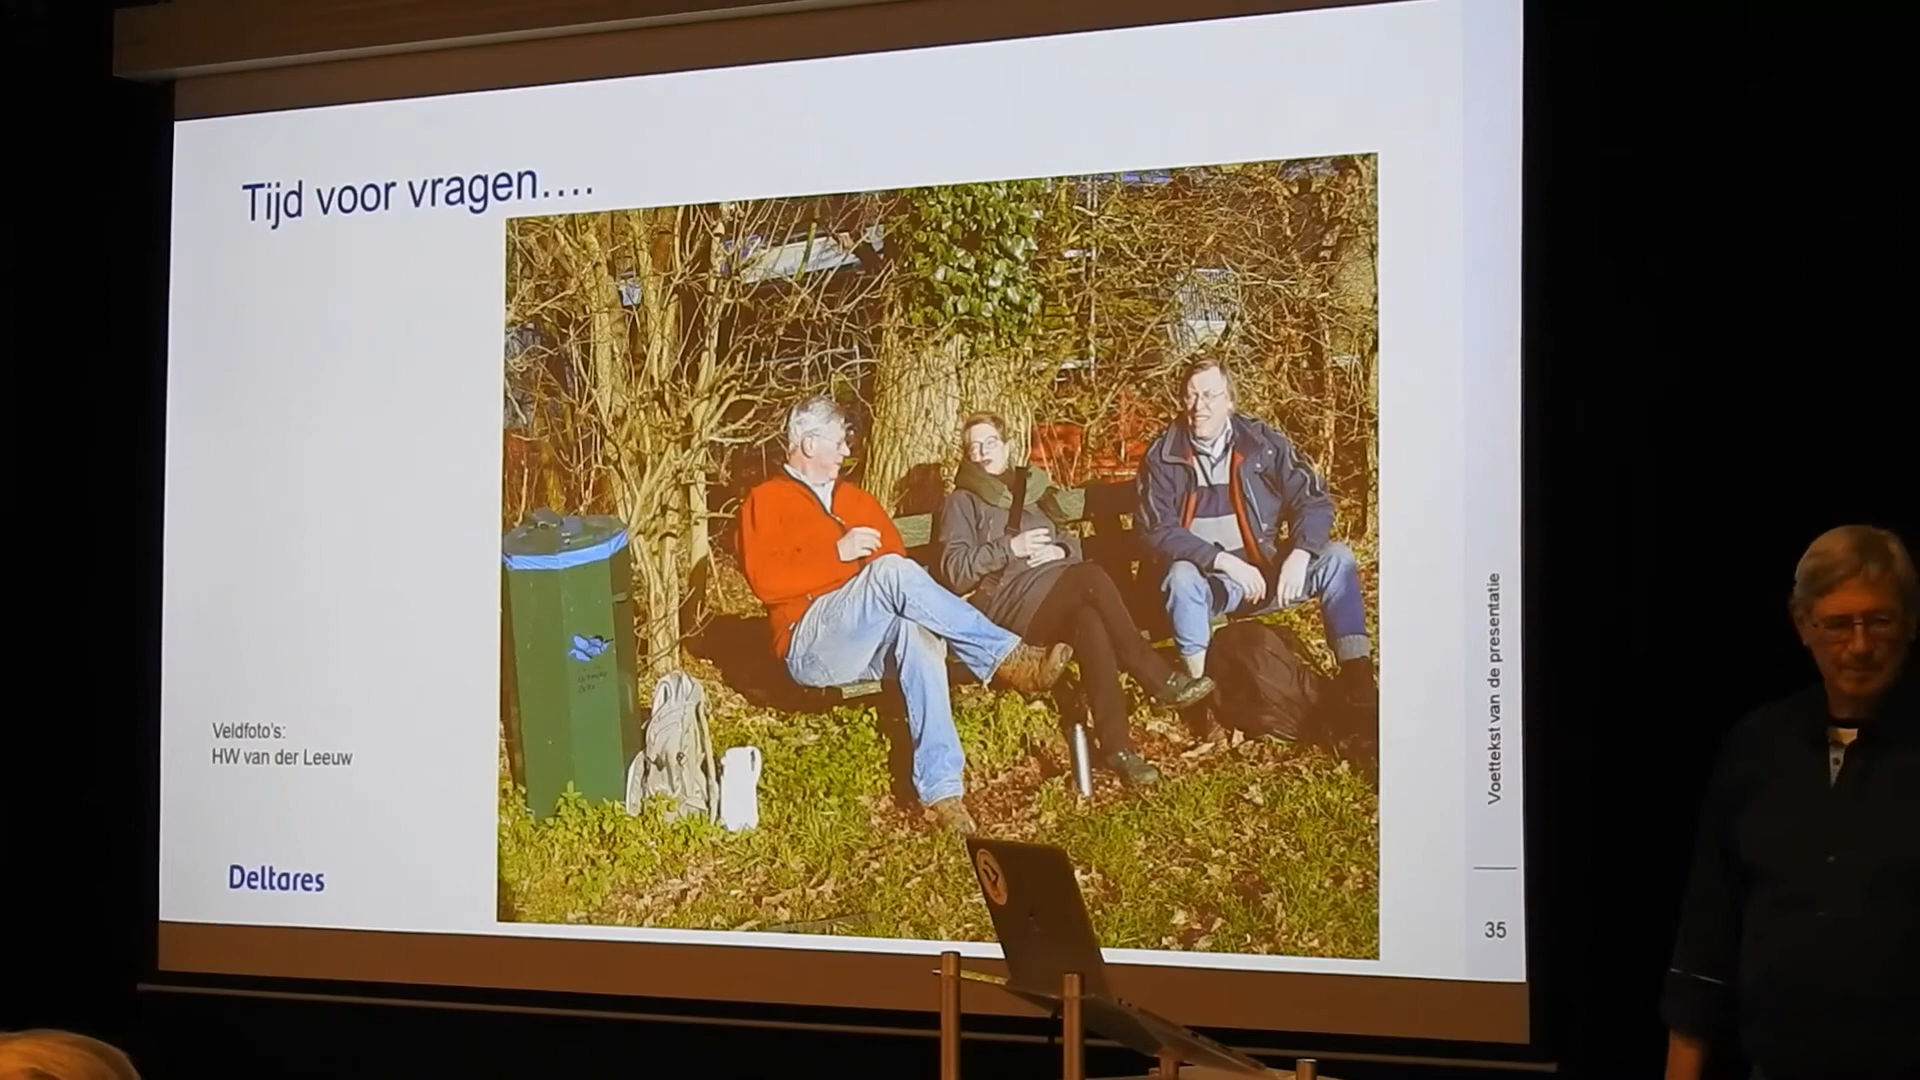 Tijd voor vragen....
Veldfoto's:
HW van der Leeuw
Deltares
Voettekst van de presentatie
35